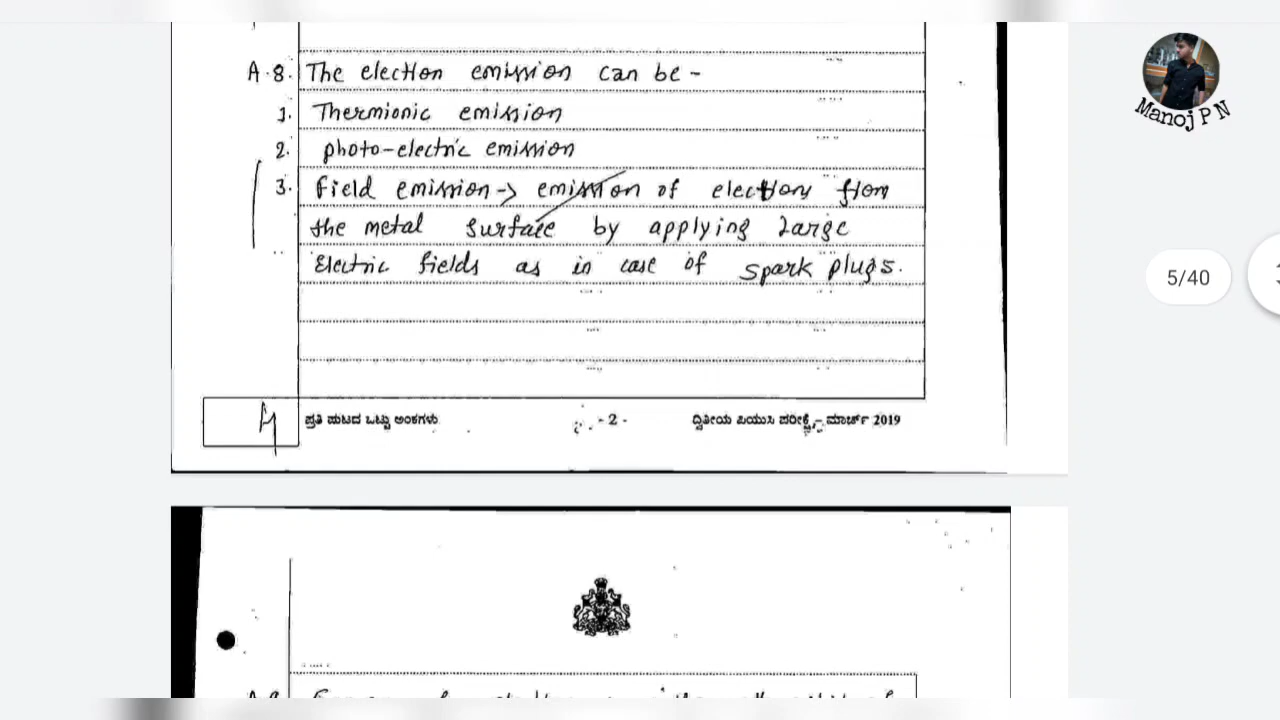 A.8. The electron emission can be -
1. Thermionic emission
2. photo-electric emission
3. field emission -> emission of electrons from
the metal surface by applying large
Electric fields as in case of spark plugs.
4 ಪ್ರತಿ ಪುಟದ ಒಟ್ಟು ಅಂಕಗಳು - 2 - ದ್ವಿತೀಯ ಪಿಯುಸಿ ಪರೀಕ್ಷೆ, ಮಾರ್ಚ್ 2019
Manoj P N
5/40